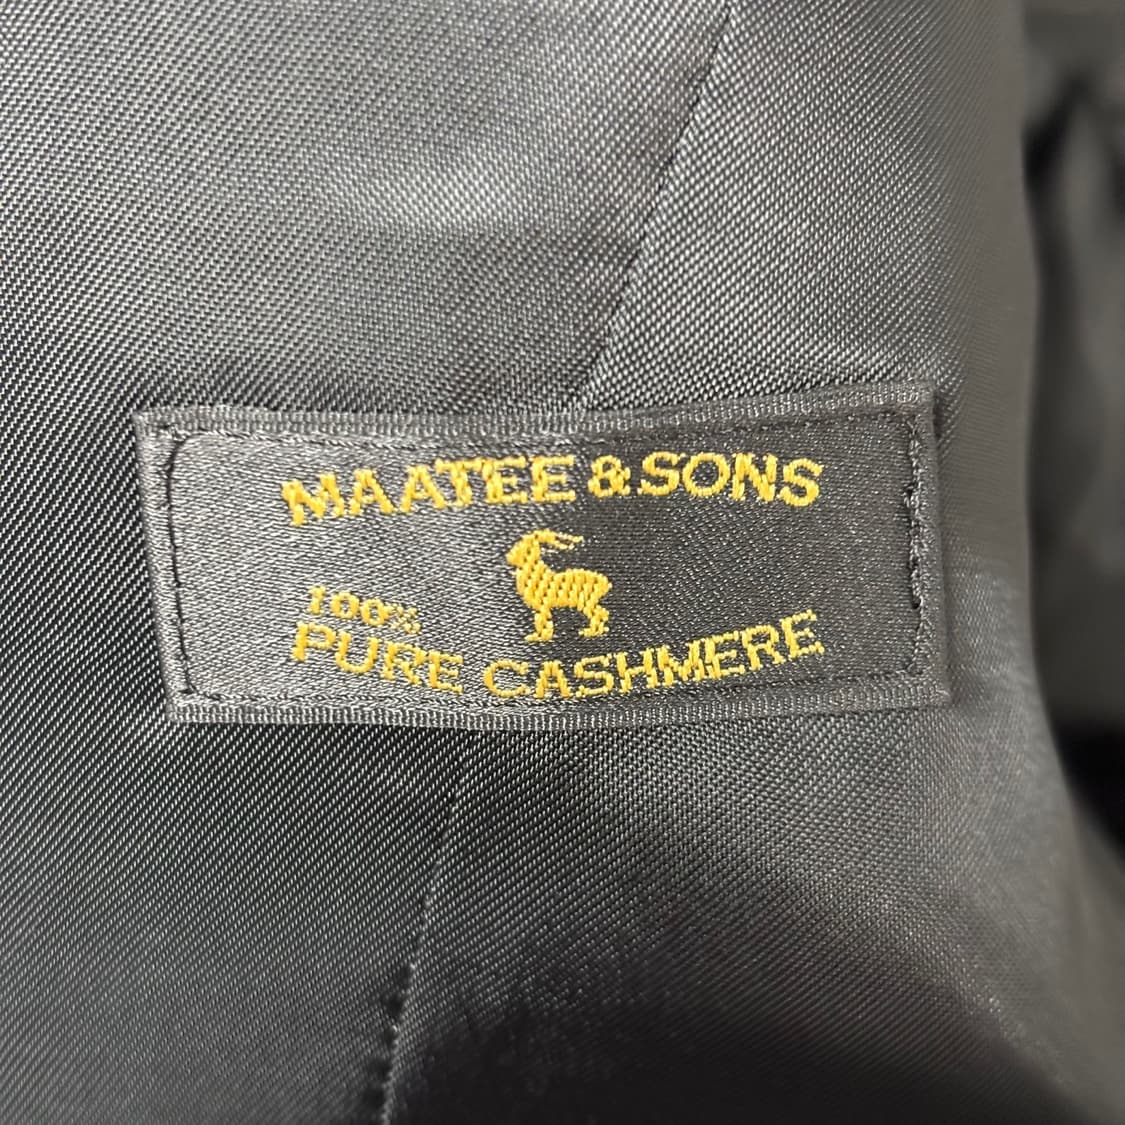 MAATEE & SONS
100%
PURE CASHMERE